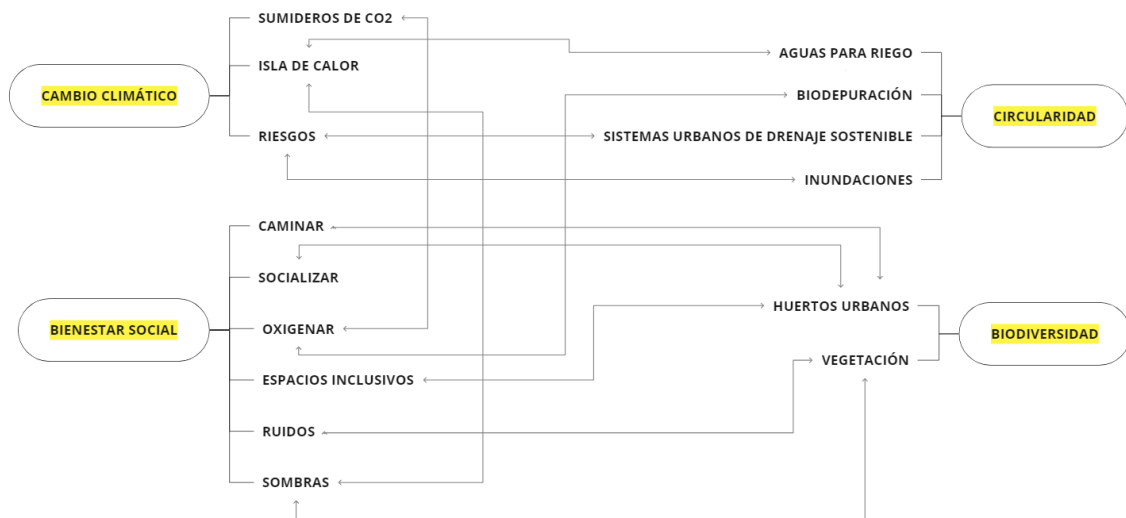 SUMIDEROS DE CO2
ISLA DE CALOR
CAMBIO CLIMÁTICO
RIESGOS
AGUAS PARA RIEGO
BIODEPURACIÓN
CIRCULARIDAD
SISTEMAS URBANOS DE DRENAJE SOSTENIBLE
INUNDACIONES
CAMINAR
SOCIALIZAR
BIENESTAR SOCIAL
OXIGENAR
ESPACIOS INCLUSIVOS
RUIDOS
SOMBRAS
HUERTOS URBANOS
BIODIVERSIDAD
VEGETACIÓN